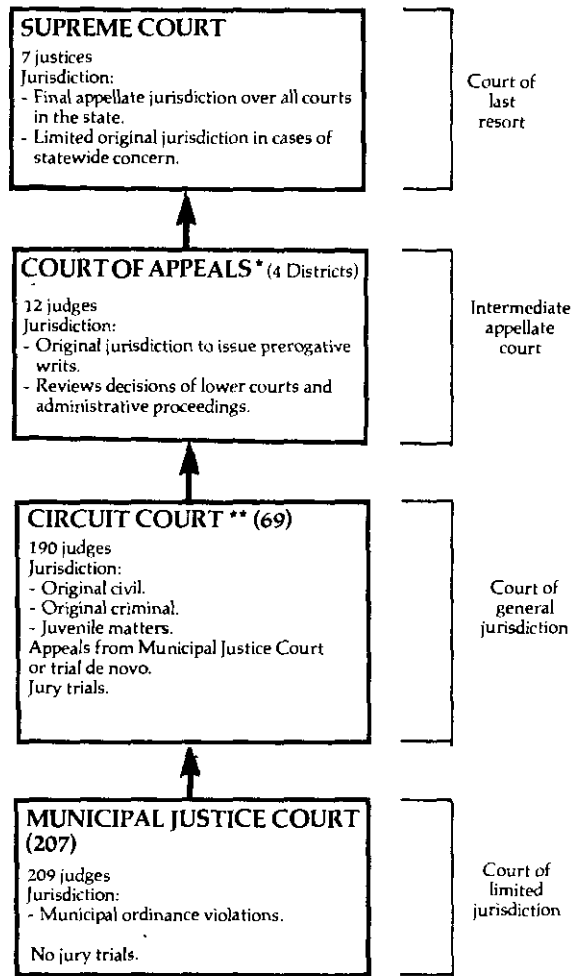 SUPREME COURT
7 justices
Jurisdiction:
- Final appellate jurisdiction over all courts
in the state.
- Limited original jurisdiction in cases of
statewide concern.
Court of
last
resort
COURT OF APPEALS * (4 Districts)
12 judges
Jurisdiction:
- Original jurisdiction to issue prerogative
writs.
- Reviews decisions of lower courts and
administrative proceedings.
Intermediate
appellate
court
CIRCUIT COURT ** (69)
190 judges
Jurisdiction:
- Original civil.
- Original criminal.
- Juvenile matters.
Appeals from Municipal Justice Court
or trial de novo.
Jury trials.
Court of
general
jurisdiction
MUNICIPAL JUSTICE COURT
(207)
209 judges
Jurisdiction:
- Municipal ordinance violations.
No jury trials.
Court of
limited
jurisdiction